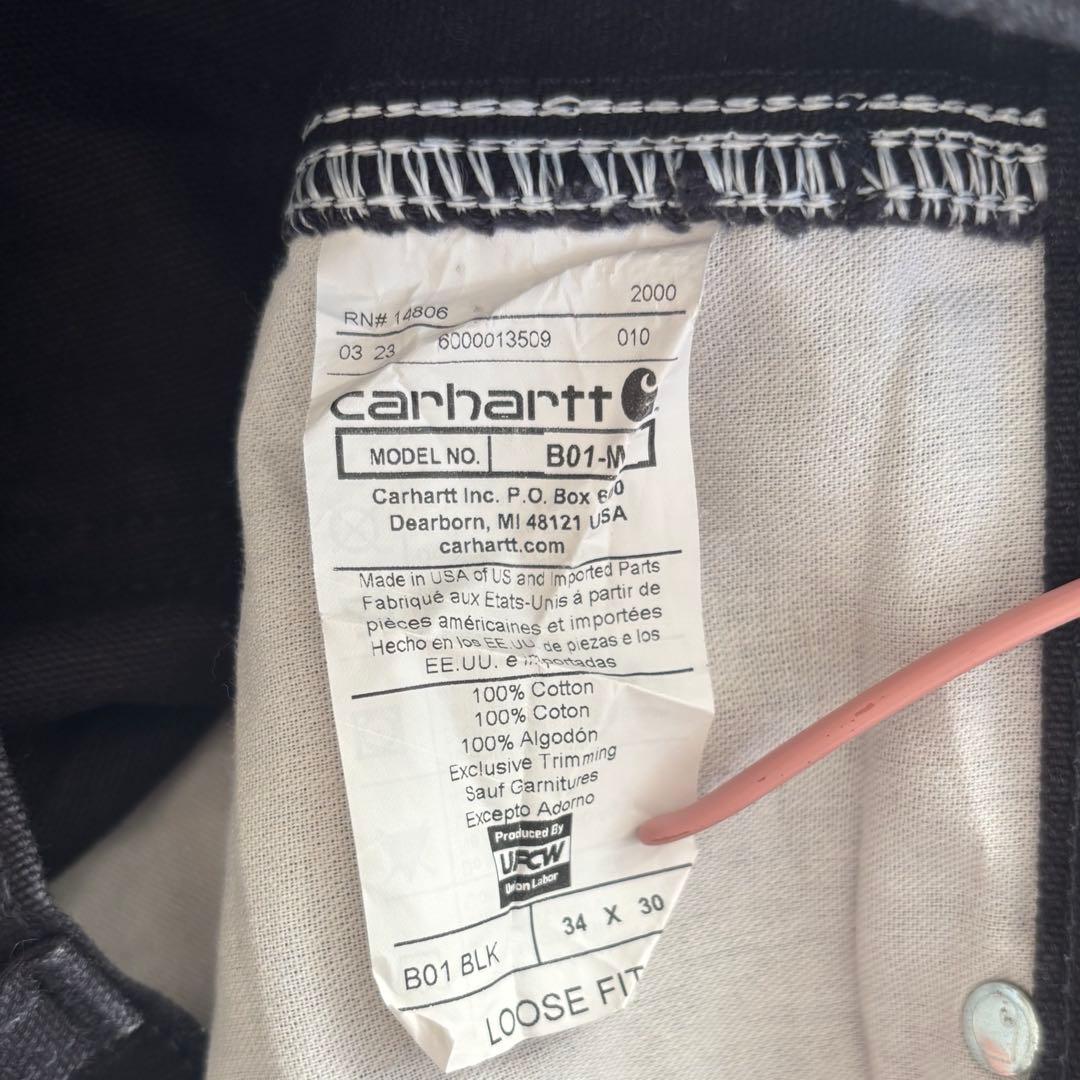 RN# 14806 2000
03 23 6000013509 010
carhartt
MODEL NO. B01-M
Carhartt Inc. P.O. Box 600
Dearborn, MI 48121 USA
carhartt.com
Made in USA of US and Imported Parts
Fabriqué aux Etats-Unis á partir de
pièces américaines et importées
Hecho en los EE.UU. de piezas e los
EE.UU. e importadas
100% Cotton
100% Coton
100% Algodón
Exclusive Trimming
Sauf Garnitures
Excepto Adorno
Produced By
UFCW
Union Labor
B01 BLK 34 X 30
LOOSE FIT